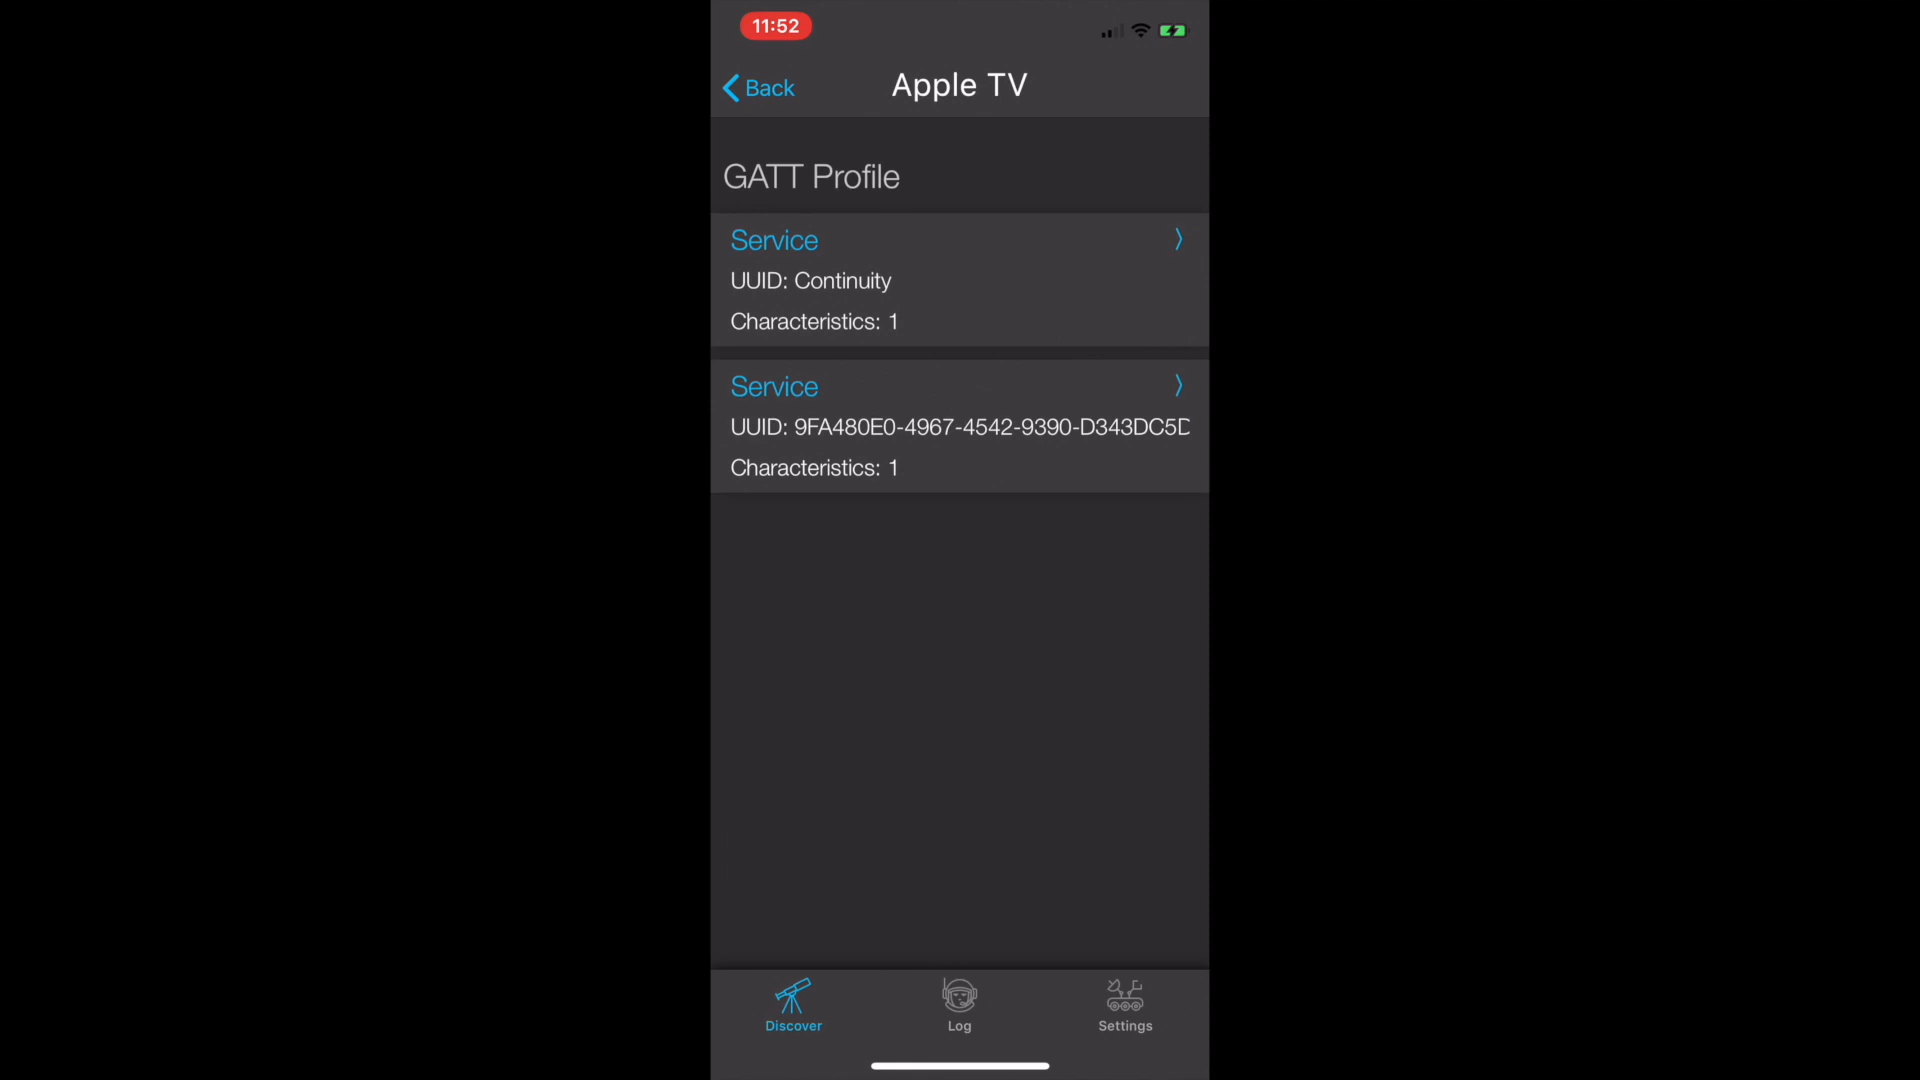 11:52
Back
Apple TV
GATT Profile
Service
UUID: Continuity
Characteristics: 1
Service
UUID: 9FA480E0-4967-4542-9390-D343DC5D
Characteristics: 1
Discover
Log
Settings